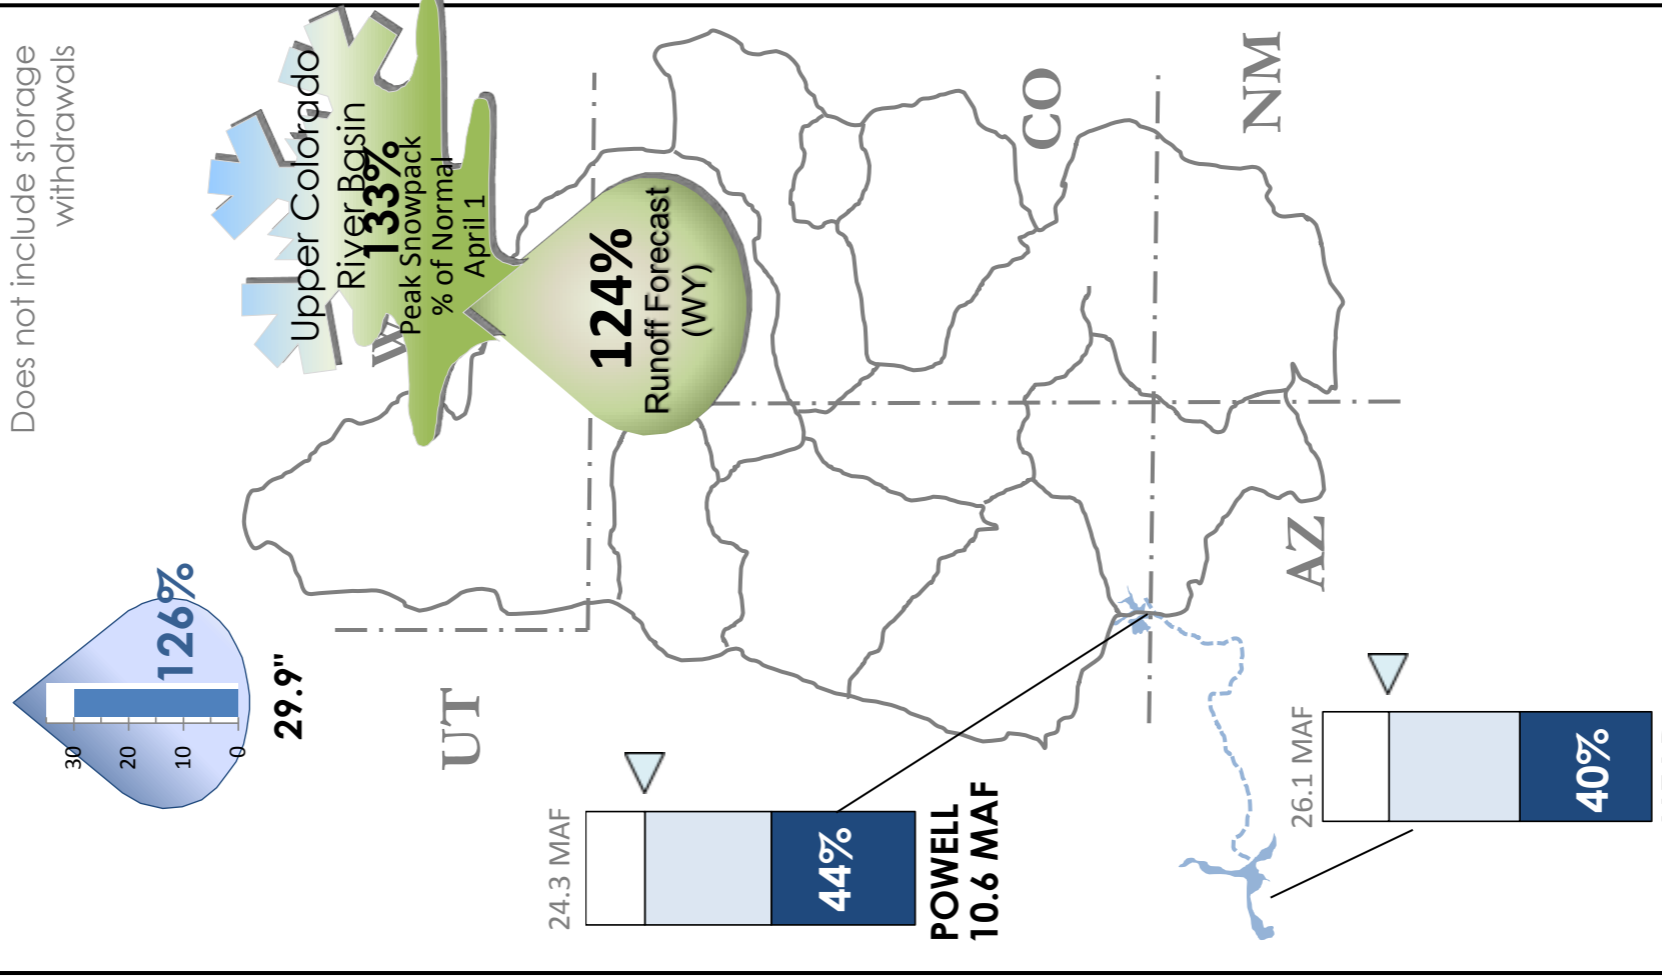 Does not include storage
withdrawals
30
20
10
0
126%
29.9"
Upper Colorado
River Basin
133%
Peak Snowpack
% of Normal
April 1
UT
124%
Runoff Forecast
(WY)
24.3 MAF
44%
POWELL
10.6 MAF
CO
NM
AZ
26.1 MAF
40%